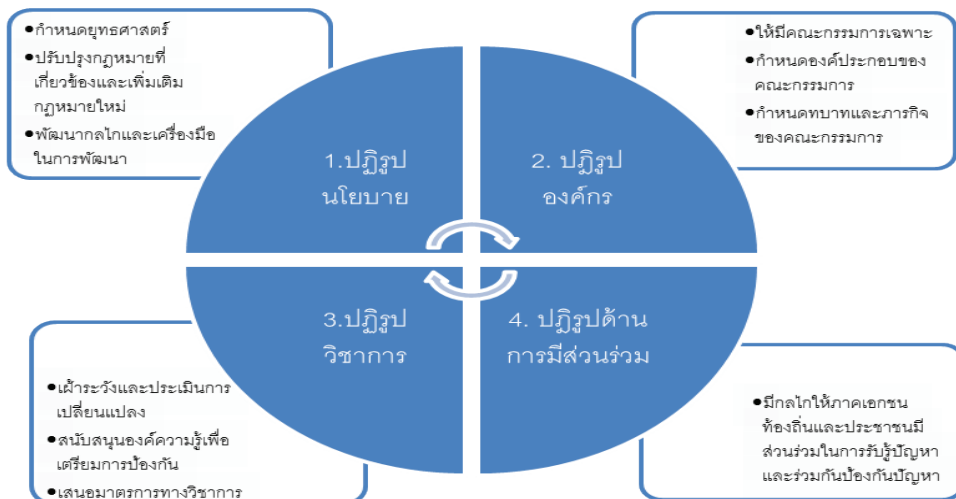 ●กำหนดยุทธศาสตร์
●ปรับปรุงกฎหมายที่
เกี่ยวข้องและเพิ่มเติม
กฎหมายใหม่
●พัฒนากลไกและเครื่องมือ
ในการพัฒนา
●ให้มีคณะกรรมการเฉพาะ
●กำหนดองค์ประกอบของ
คณะกรรมการ
●กำหนดทบาทและภารกิจ
ของคณะกรรมการ
1.ปฏิรูป
นโยบาย
2. ปฏิรูป
องค์กร
3.ปฏิรูป
วิชาการ
4. ปฏิรูปด้าน
การมีส่วนร่วม
●เฝ้าระวังและประเมินการ
เปลี่ยนแปลง
●สนับสนุนองค์ความรู้เพื่อ
เตรียมการป้องกัน
●เสนอมาตรการทางวิชาการ
●มีกลไกให้ภาคเอกชน
ท้องถิ่นและประชาชนมี
ส่วนร่วมในการรับรู้ปัญหา
และร่วมกันป้องกันปัญหา